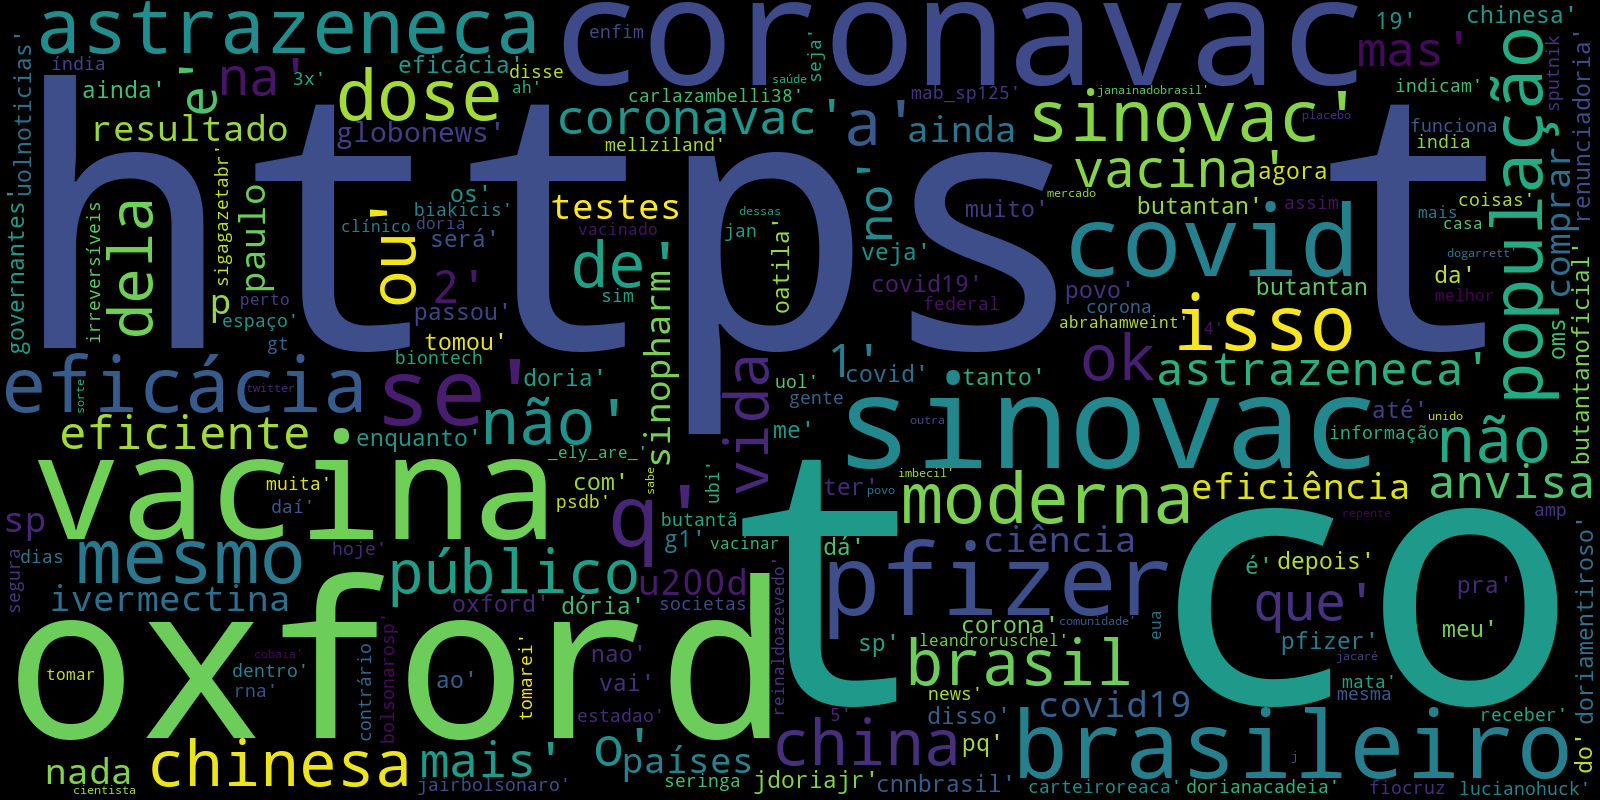 astrazeneca
coronavac
enfim
19'
chinesa'
mas'
uolnoticias'
índia
ainda'
e'
na'
3x'
dose
eficácia'
disse
ah'
saúde
seja'
carlazambelli38'
mab_sp125'
janainadobrasil'
indicam'
sputnik
população
renunciadoria'
resultado
globonews'
coronavac'
mellziland'
a'
ainda
sinovac'
placebo
funciona
india
vacina'
agora
https t
governantes'
irreversíveis
dela
sigagazetabr'
paulo
clínico
os'
biakicis'
doria
será'
ou'
testes
vacinado
de
dessas
jan
oatila'
no'
muito'
mercado
butantan'
assim
mais
coisas'
casa
comprar
veja'
covid
dogarrett'
p
perto
espaço'
gt
2'
passou'
tomou'
sim
sinopharm'
covid19'
federal
povo'
corona
butantan
da'
melhor
abrahamweint'
4'
isso
oms
butantanoficial'
eficácia
sorte
twitter
biontech
se'
doria'
vida
uol'
gente
1'
covid'
tanto'
ok
astrazeneca'
eficiente
enquanto'
não'
me'
sinovac
outra
até'
unido
informação
não
vacina
muita'
daí'
_ely_are_'
com'
psdb'
sabe
ubi'
q'
ter'
povo
imbecil'
moderna
eficiência
anvisa
sp
dias
mesmo
hoje'
butantã
g1'
vacinar
t co
dá'
ciência
repente
amp
segura
ivermectina
público
u200d
pfizer
é'
depois'
doriamentiroso'
oxford
oxford'
dória'
societas
reinaldoazevedo'
corona'
comunidade'
eua
que'
pra'
meu'
tomar
cobaia'
dentro'
rna'
contrario
bolsonarosp'
ao'
tomarei'
nao'
vai'
estadao'
sp'
leandroruschel'
brasil
pfizer'
jacaré
mata'
mesma
news'
5'
disso'
covid19
receber'
nada
cientista
chinesa
mais'
jairbolsonaro'
o'
países
seringa
china
jdoriajr'
pq'
cnnbrasil'
brasileiro
j
do'
carteiroreaca'
dorianacadeia'
fiocruz
lucianohuck'